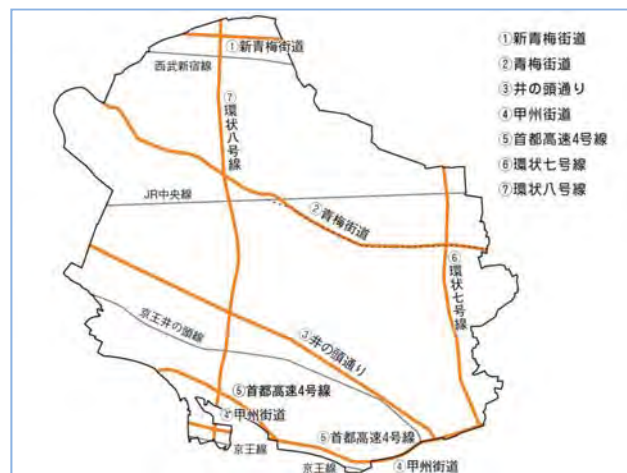 ①新青梅街道
西武新宿線
⑦環状八号線
JR中央線
②青梅街道
⑥環状七号線
京王井の頭線
③井の頭通り
⑤首都高速4号線
④甲州街道
⑤首都高速4号線
京王線
京王線
④甲州街道
①新青梅街道
②青梅街道
③井の頭通り
④甲州街道
⑤首都高速4号線
⑥環状七号線
⑦環状八号線